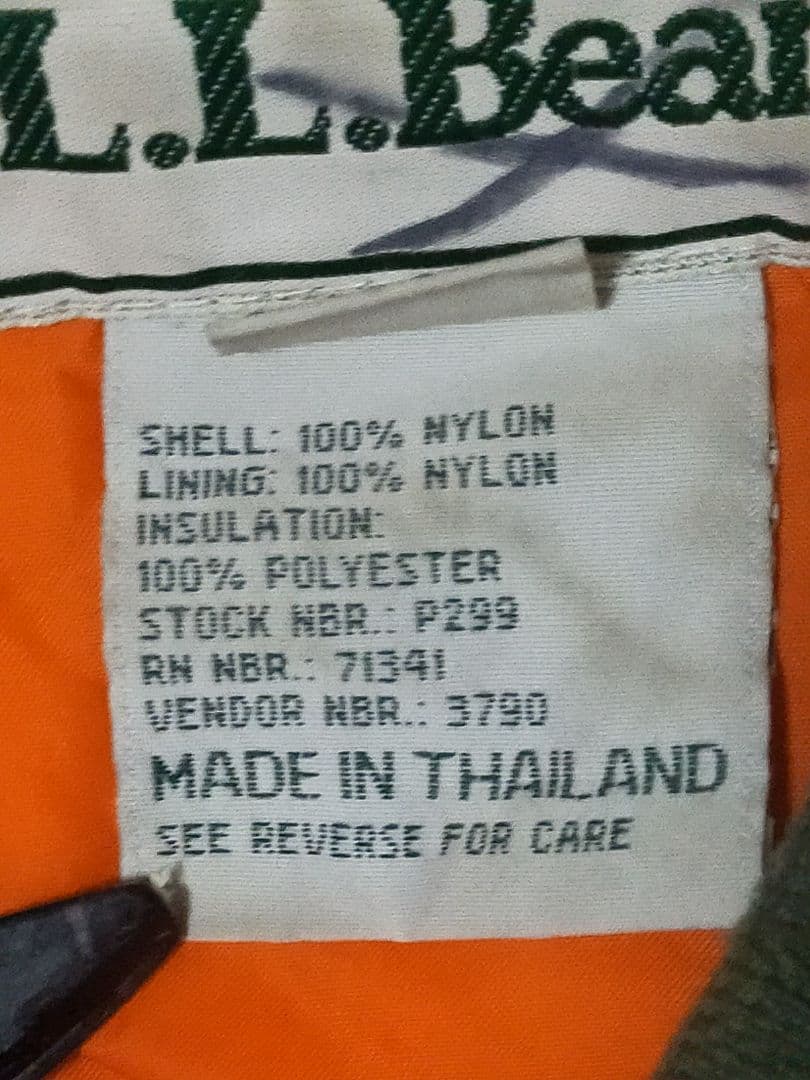 L.L.Bean
SHELL: 100% NYLON
LINING: 100% NYLON
INSULATION:
100% POLYESTER
STOCK NBR.: P299
RN NBR.: 71341
VENDOR NBR.: 3790
MADE IN THAILAND
SEE REVERSE FOR CARE